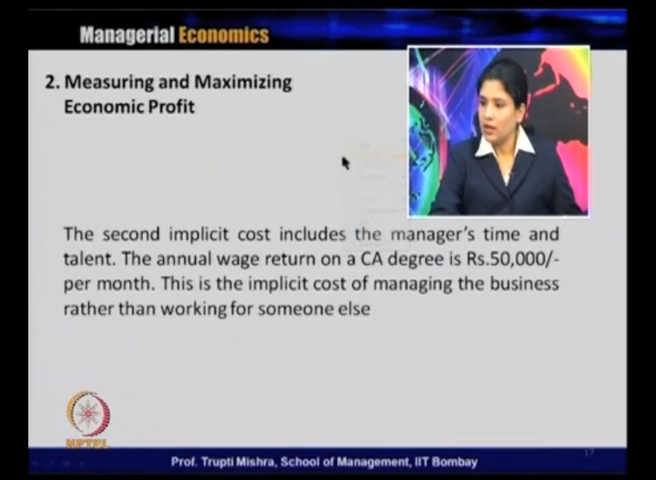 Managerial Economics
2. Measuring and Maximizing
Economic Profit
The second implicit cost includes the manager's time and
talent. The annual wage return on a CA degree is Rs.50,000/-
per month. This is the implicit cost of managing the business
rather than working for someone else
NPTEL
17
Prof. Trupti Mishra, School of Management, IIT Bombay